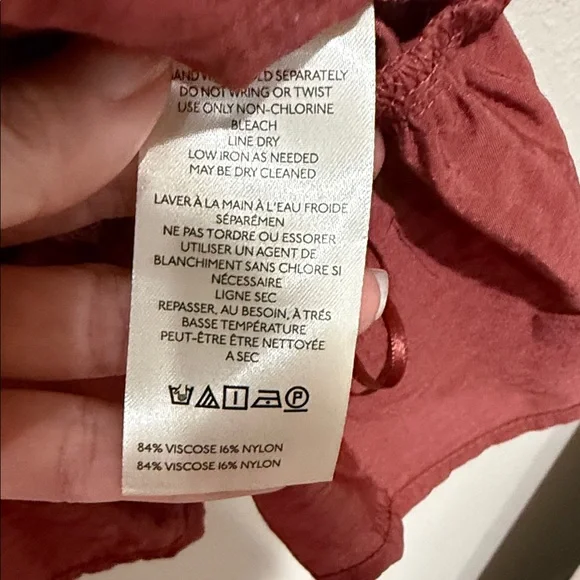 SEPARATELY
DO NOT WRING OR TWIST
USE ONLY NON-CHLORINE
BLEACH
LINE DRY
LOW IRON AS NEEDED
MAY BE DRY CLEANED
LAVER À LA MAIN À L'EAU FROIDE
SÉPARÉMEN
NE PAS TORDRE OU ESSORER
UTILISER UN AGENT DE
BLANCHIMENT SANS CHLORE SI
NÉCESSAIRE
LIGNE SEC
REPASSER, AU BESOIN, À TRÉS
BASSE TEMPÉRATURE
PEUT-ÊTRE ÊTRE NETTOYÉE
A SEC
P
84% VISCOSE 16% NYLON
84% VISCOSE 16% NYLON